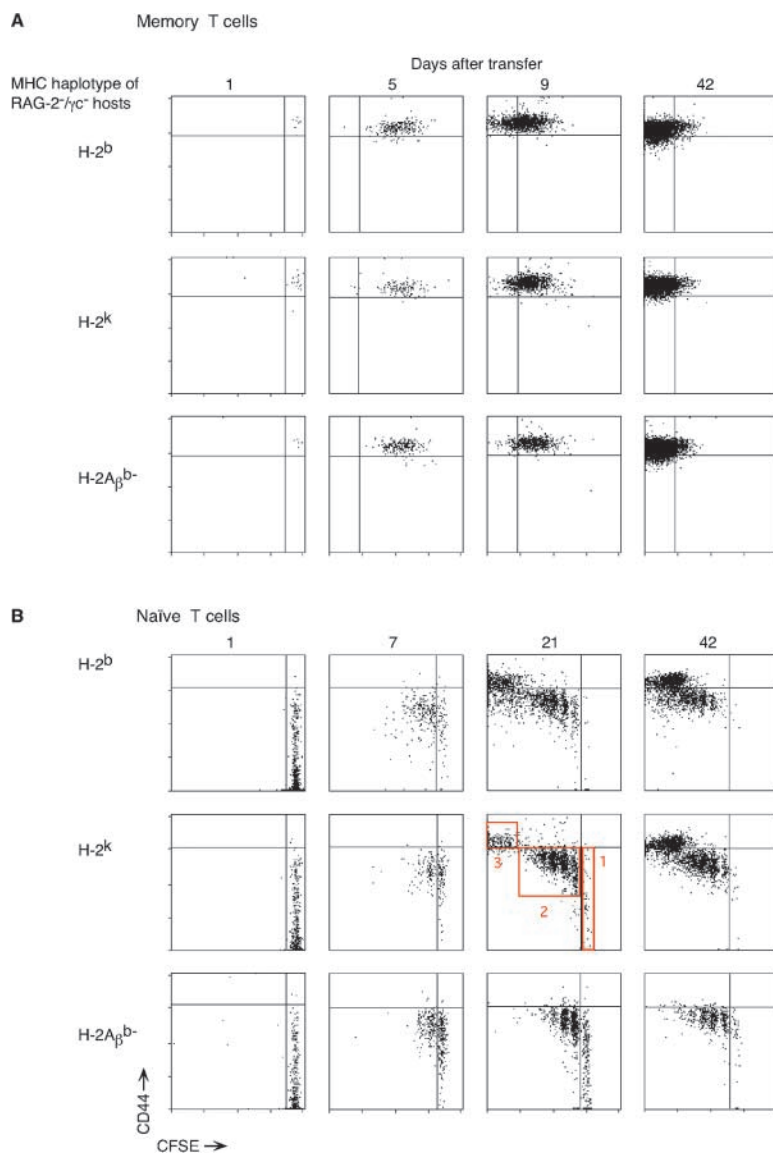 A Memory T cells
Days after transfer
MHC haplotype of
RAG-2⁻/γc⁻ hosts
1 5 9 42
H-2ᵇ
H-2ᵏ
H-2Aβᵇ⁻
B Naïve T cells
1 7 21 42
H-2ᵇ
H-2ᵏ
3 1
2
H-2Aβᵇ⁻
CD44
CFSE